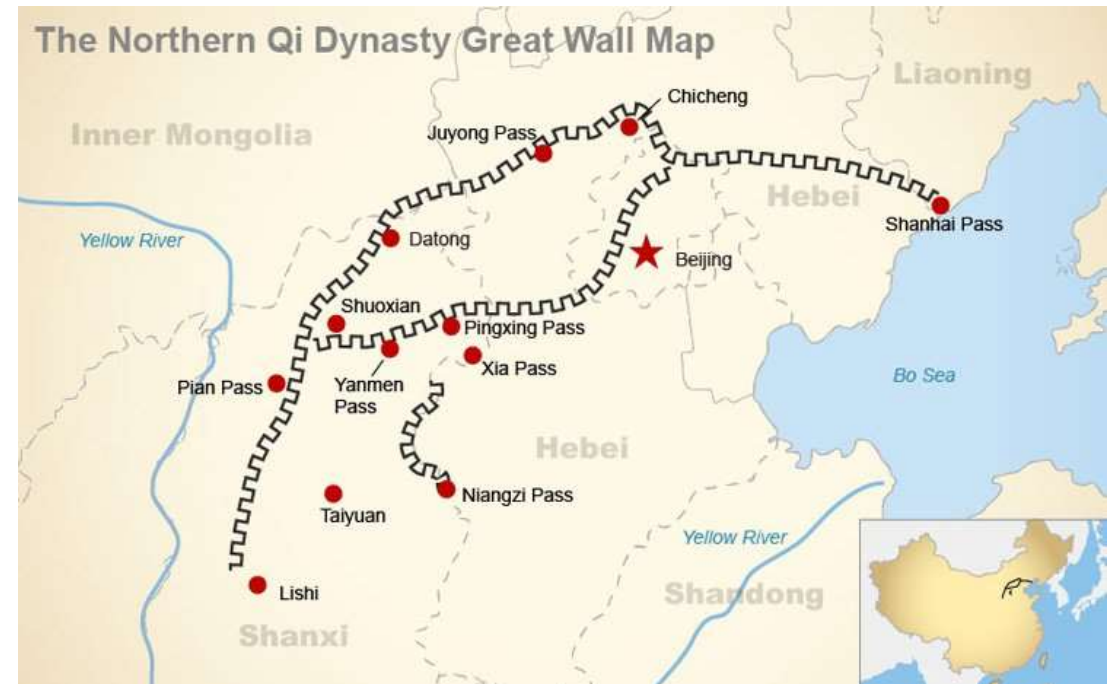 The Northern Qi Dynasty Great Wall Map
Liaoning
Chicheng
Inner Mongolia
Juyong Pass
Hebei
Shanhai Pass
Yellow River
Datong
Beijing
Shuoxian
Pingxing Pass
Xia Pass
Pian Pass
Yanmen
Pass
Bo Sea
Hebei
Niangzi Pass
Taiyuan
Yellow River
Lishi
Shandong
Shanxi